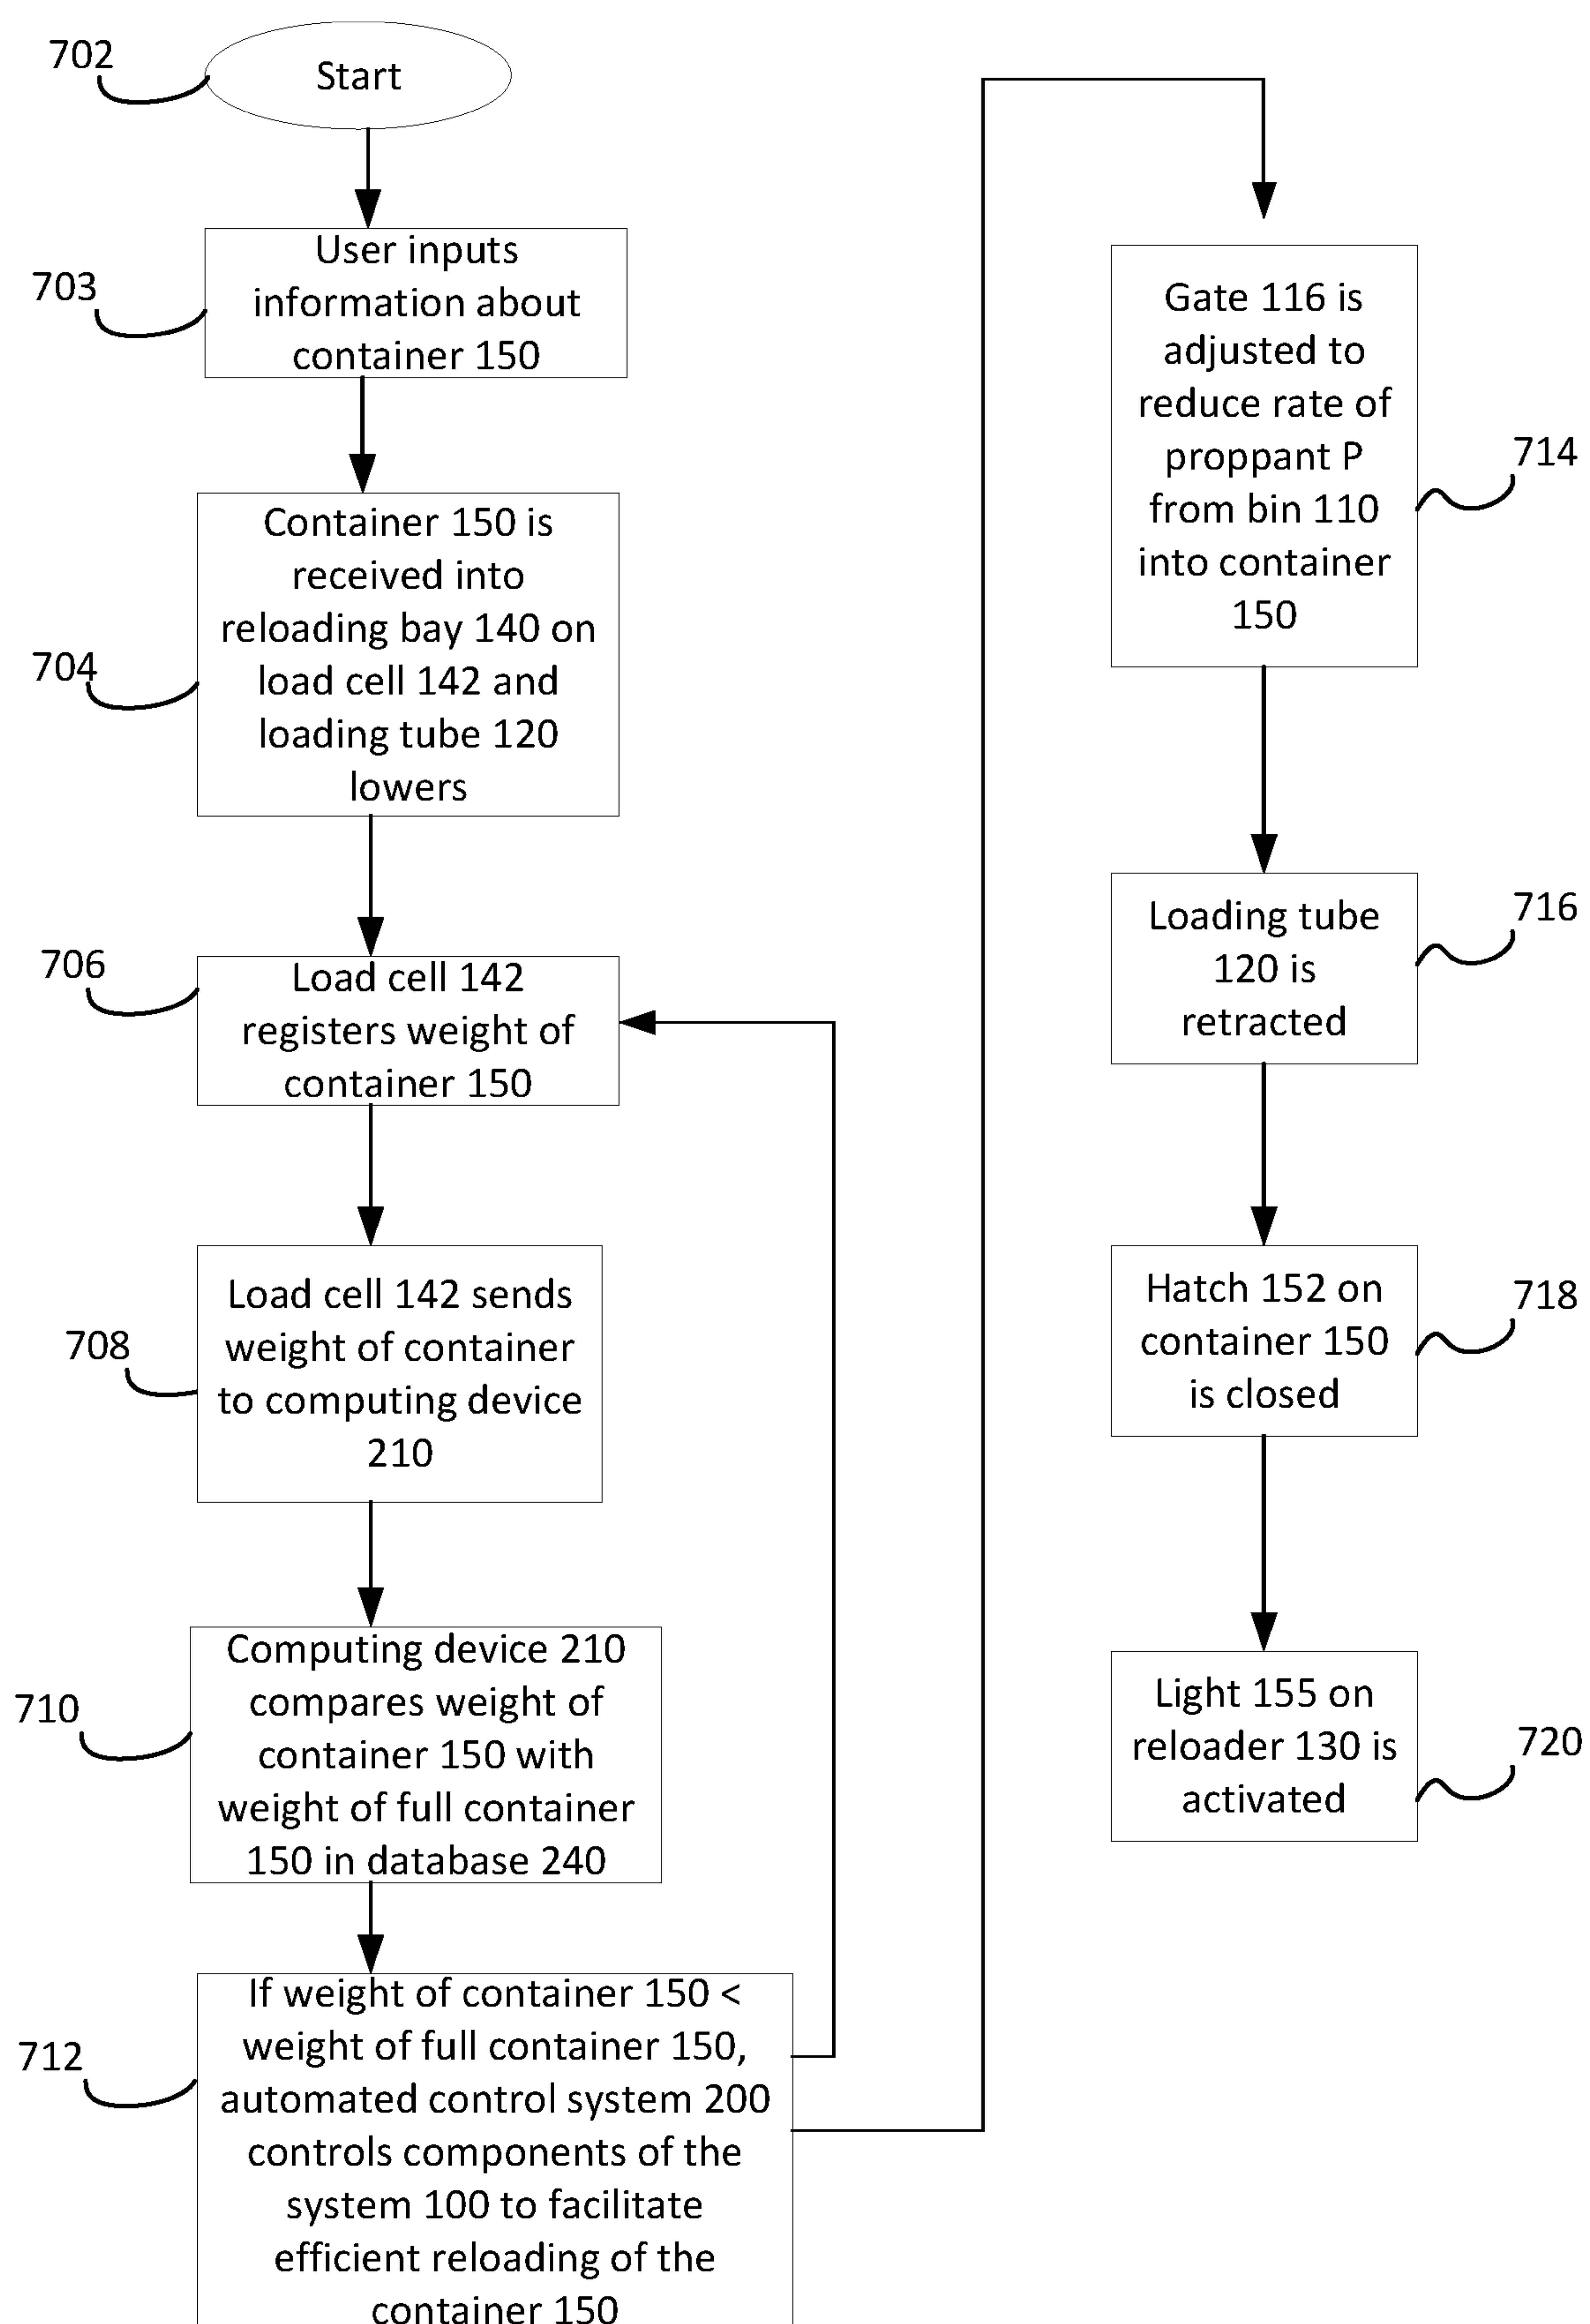 702
Start
703
User inputs
information about
container 150
704
Container 150 is
received into
reloading bay 140 on
load cell 142 and
loading tube 120
lowers
706
Load cell 142
registers weight of
container 150
708
Load cell 142 sends
weight of container
to computing device
210
710
Computing device 210
compares weight of
container 150 with
weight of full container
150 in database 240
712
If weight of container 150 <
weight of full container 150,
automated control system 200
controls components of the
system 100 to facilitate
efficient reloading of the
container 150
Gate 116 is
adjusted to
reduce rate of
proppant P
from bin 110
into container
150
714
Loading tube
120 is
retracted
716
Hatch 152 on
container 150
is closed
718
Light 155 on
reloader 130 is
activated
720